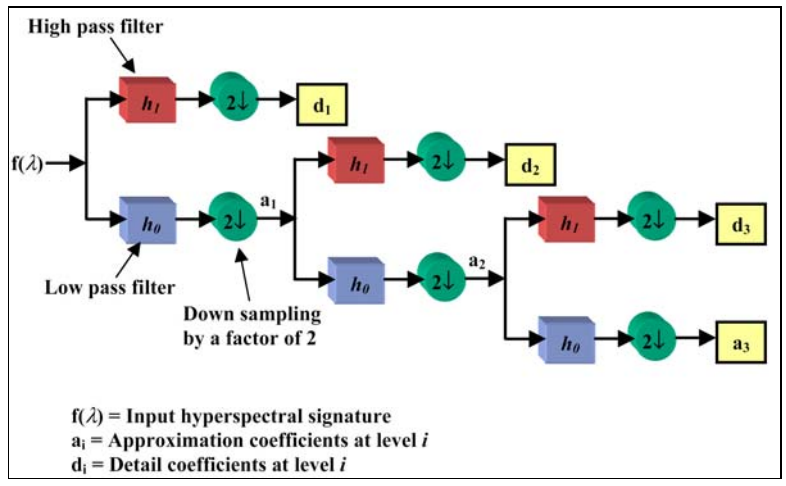 High pass filter
h₁ 2↓ d₁
f(λ)
h₁ 2↓ d₂
a₁
h₀ 2↓
h₁ 2↓ d₃
a₂
h₀ 2↓
Low pass filter
Down sampling
by a factor of 2
h₀ 2↓ a₃
f(λ) = Input hyperspectral signature
aᵢ = Approximation coefficients at level i
dᵢ = Detail coefficients at level i